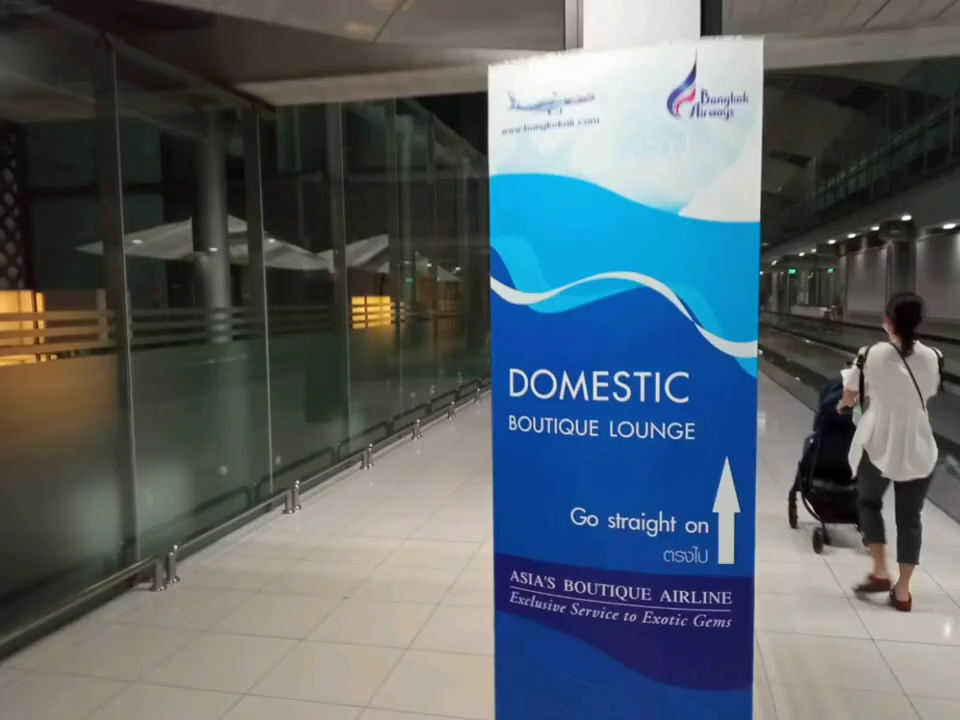 www.bangkokair.com
Bangkok
Airways
DOMESTIC
BOUTIQUE LOUNGE
Go straight on
ตรงไป
ASIA'S BOUTIQUE AIRLINE
Exclusive Service to Exotic Gems